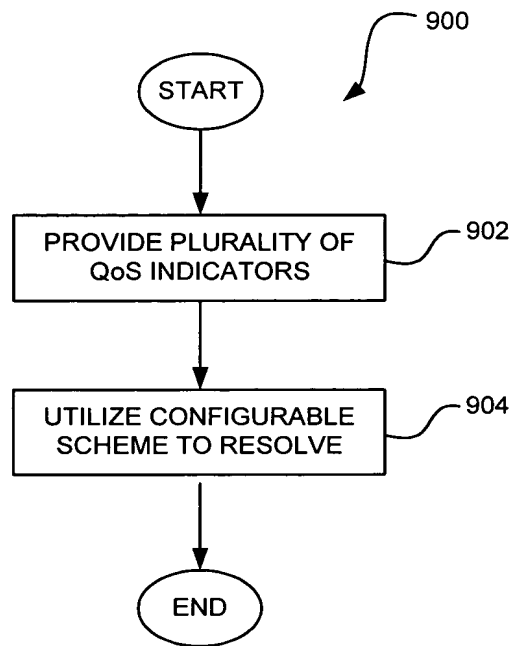 900
START
PROVIDE PLURALITY OF
QoS INDICATORS
902
UTILIZE CONFIGURABLE
SCHEME TO RESOLVE
904
END